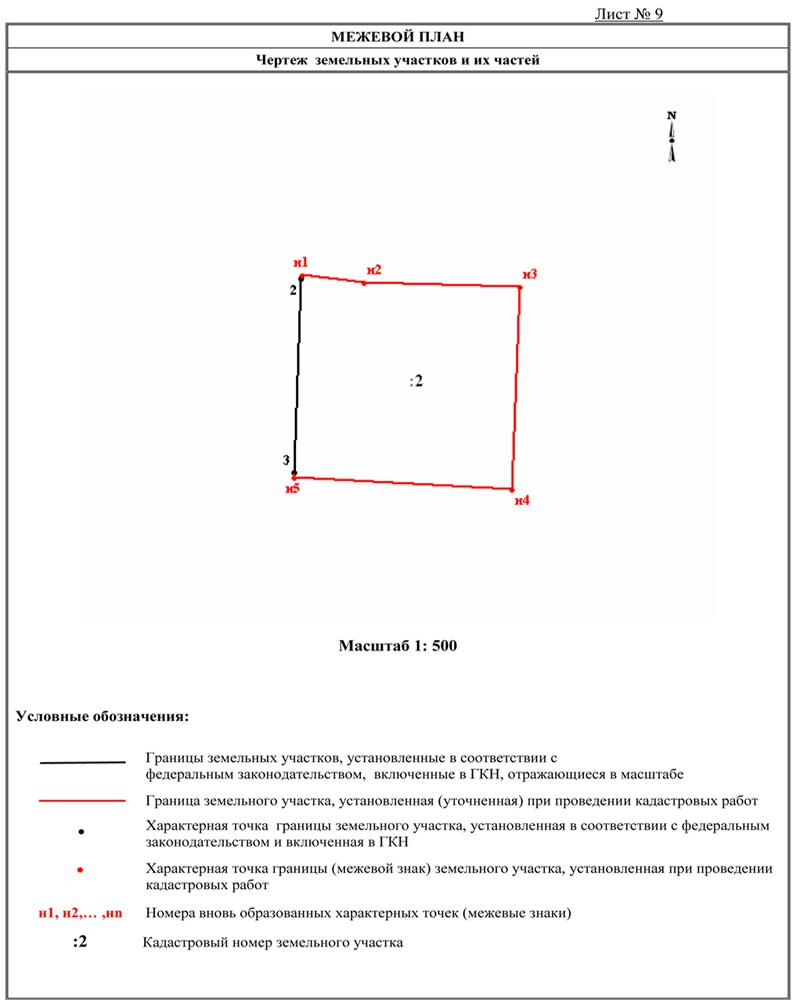 Лист № 9
МЕЖЕВОЙ ПЛАН
Чертеж земельных участков и их частей
N
н1
н2
н3
2
:2
3
н5
н4
Масштаб 1: 500
Условные обозначения:
Границы земельных участков, установленные в соответствии с
федеральным законодательством, включенные в ГКН, отражающиеся в масштабе
Граница земельного участка, установленная (уточненная) при проведении кадастровых работ
Характерная точка границы земельного участка, установленная в соответствии с федеральным
законодательством и включенная в ГКН
Характерная точка границы (межевой знак) земельного участка, установленная при проведении
кадастровых работ
н1, н2,… ,нn Номера вновь образованных характерных точек (межевые знаки)
:2 Кадастровый номер земельного участка